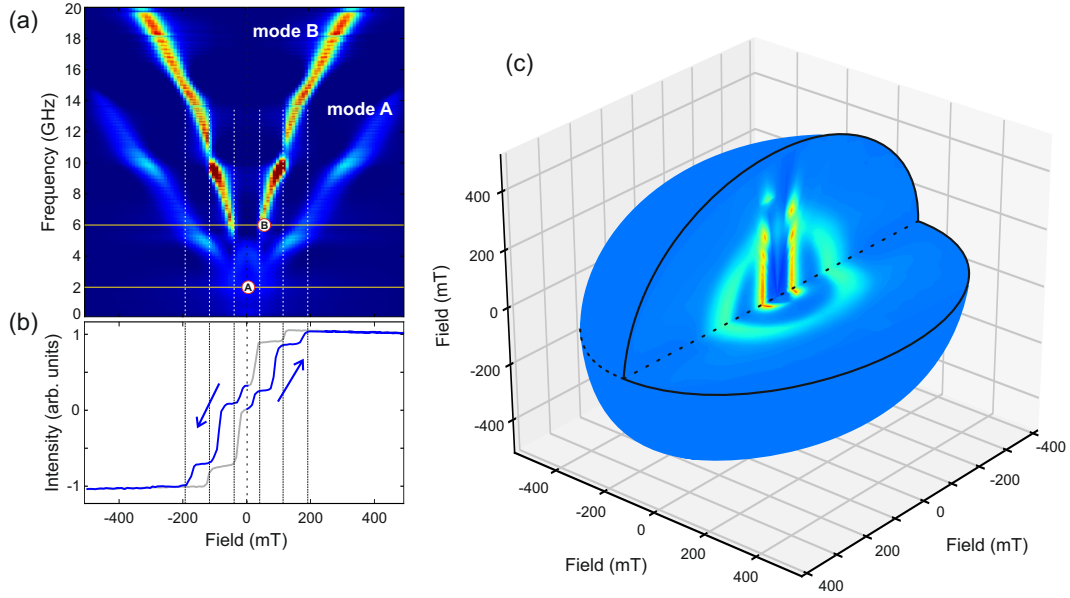 (a)
mode B
mode A
Frequency (GHz)
20
18
16
14
12
10
8
6
4
2
0
B
A
(b)
Intensity (arb. units)
1
0
-1
-400
-200
0
200
400
Field (mT)
(c)
Field (mT)
400
200
0
-200
-400
-400
-200
0
200
400
Field (mT)
400
200
0
-200
-400
Field (mT)